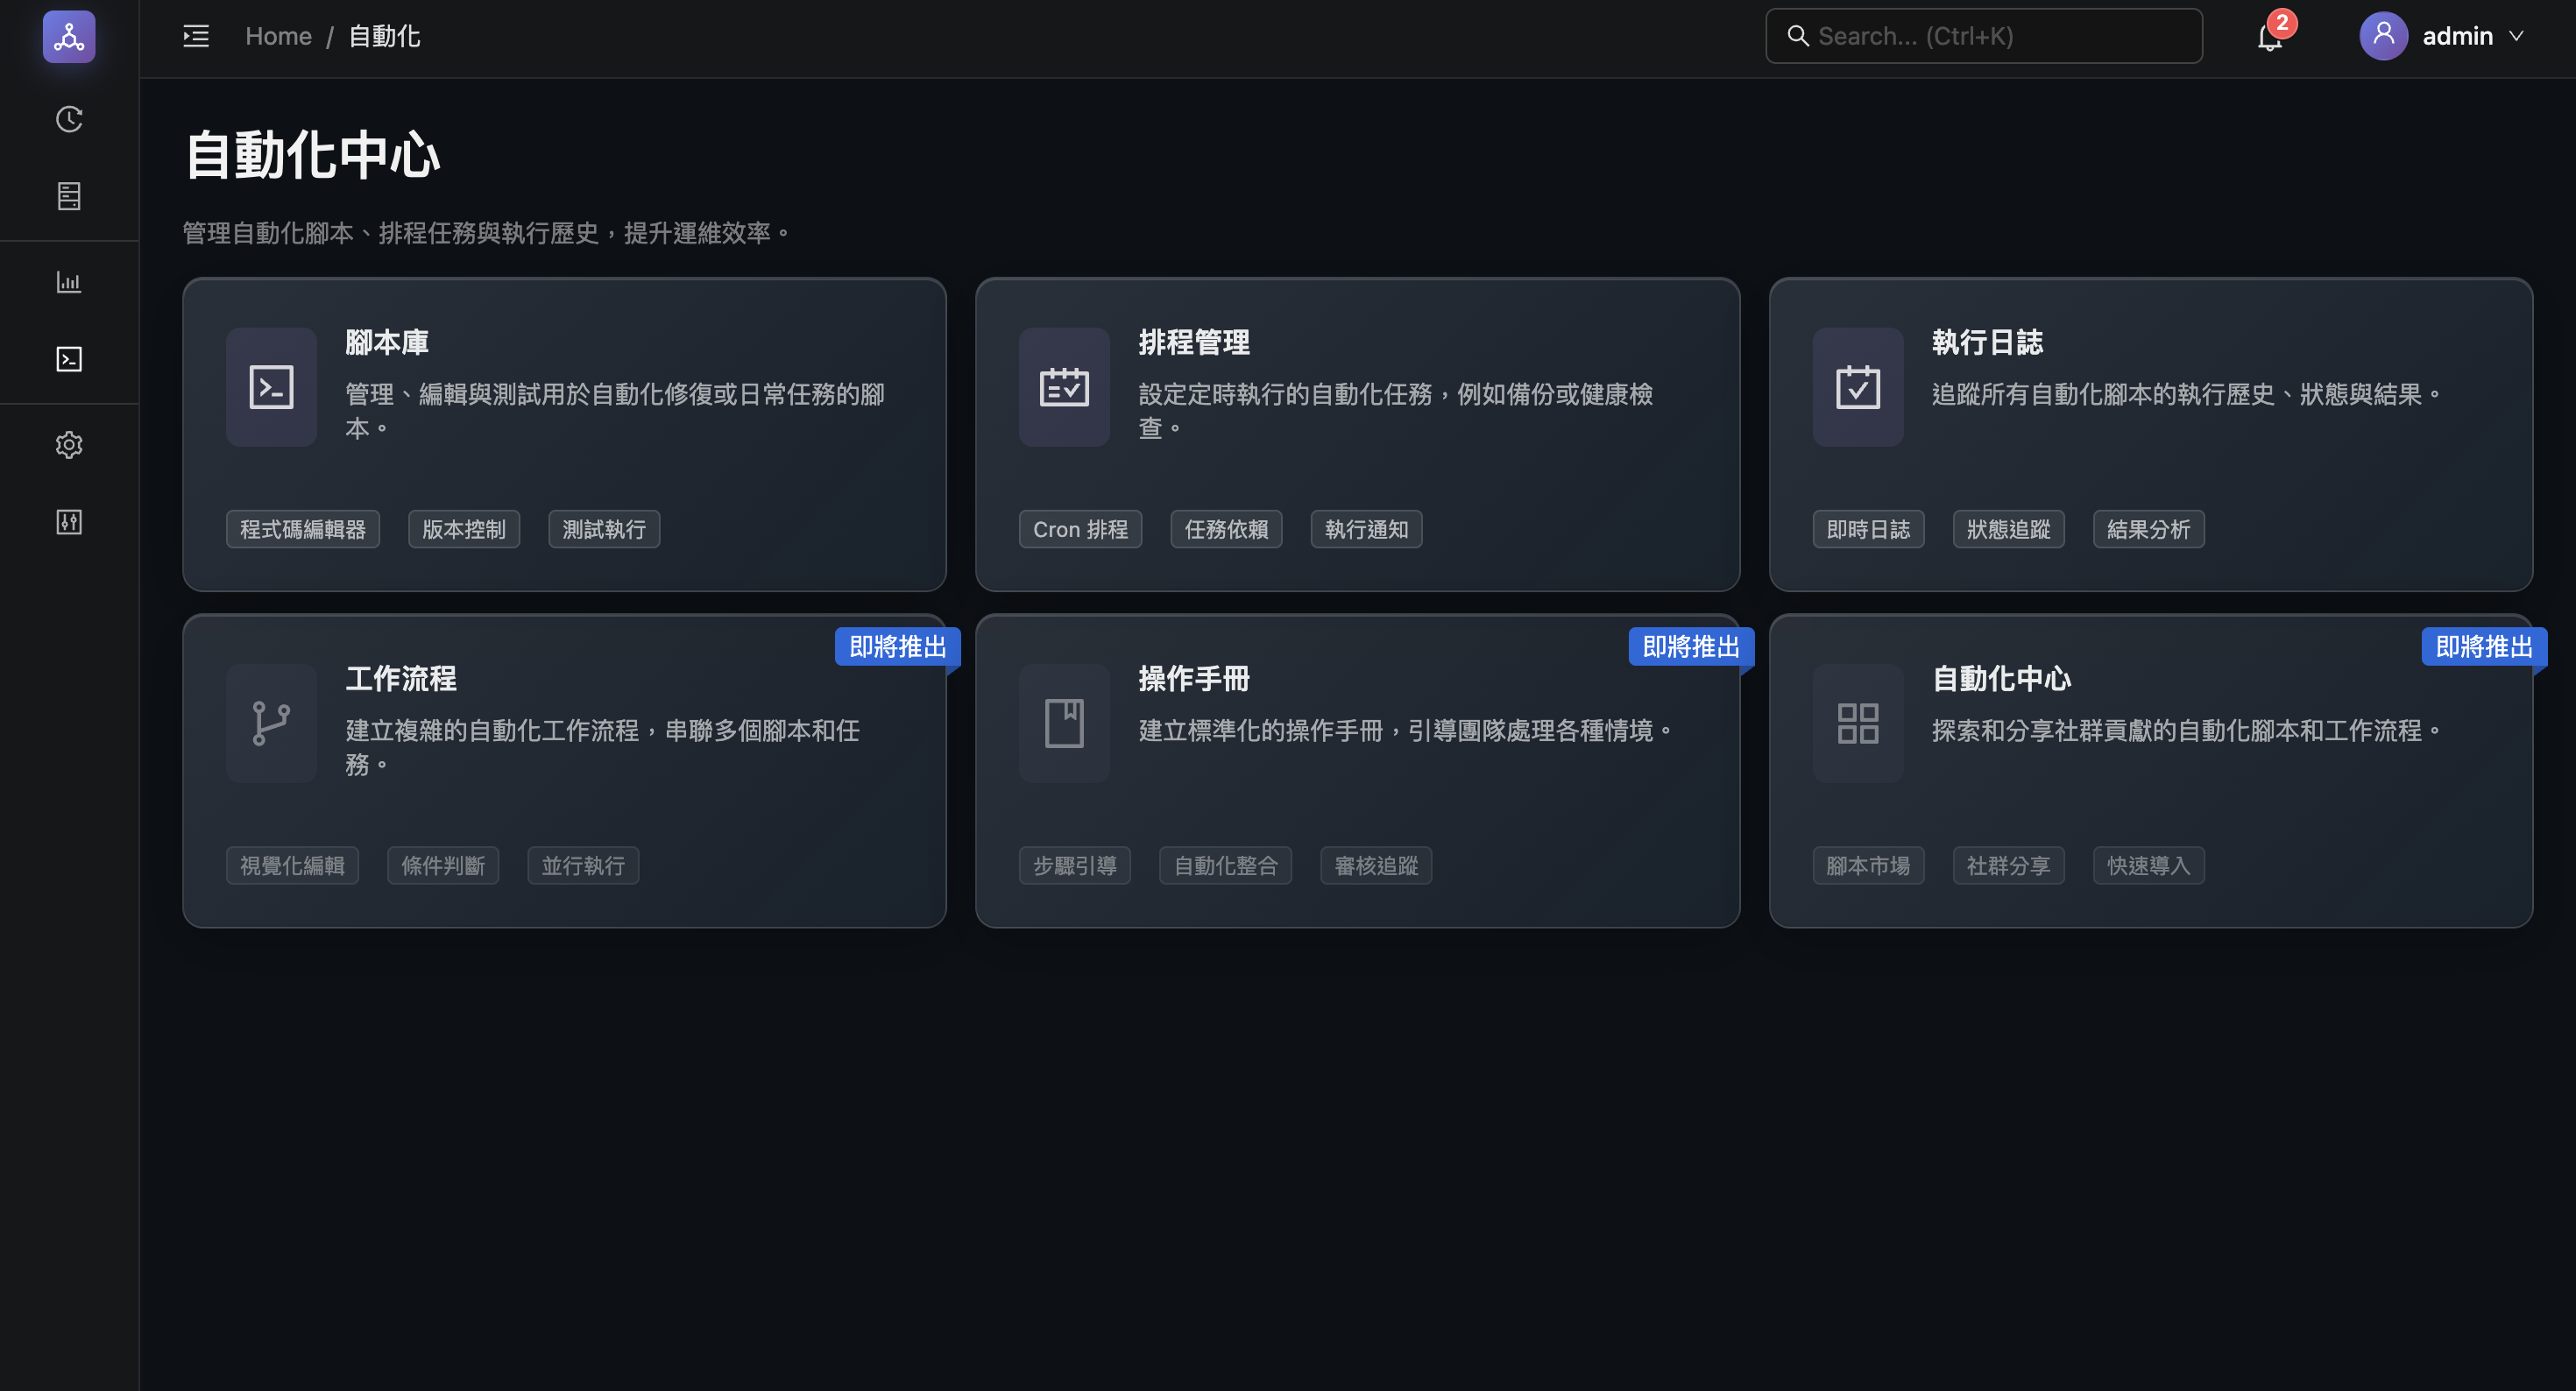 Home / 自動化
Search... (Ctrl+K)
2
admin
自動化中心
管理自動化腳本、排程任務與執行歷史，提升運維效率。
腳本庫
管理、編輯與測試用於自動化修復或日常任務的腳
本。
程式碼編輯器 版本控制 測試執行
排程管理
設定定時執行的自動化任務，例如備份或健康檢
查。
Cron 排程 任務依賴 執行通知
執行日誌
追蹤所有自動化腳本的執行歷史、狀態與結果。
即時日誌 狀態追蹤 結果分析
即將推出
工作流程
建立複雜的自動化工作流程，串聯多個腳本和任
務。
視覺化編輯 條件判斷 並行執行
即將推出
操作手冊
建立標準化的操作手冊，引導團隊處理各種情境。
步驟引導 自動化整合 審核追蹤
即將推出
自動化中心
探索和分享社群貢獻的自動化腳本和工作流程。
腳本市場 社群分享 快速導入